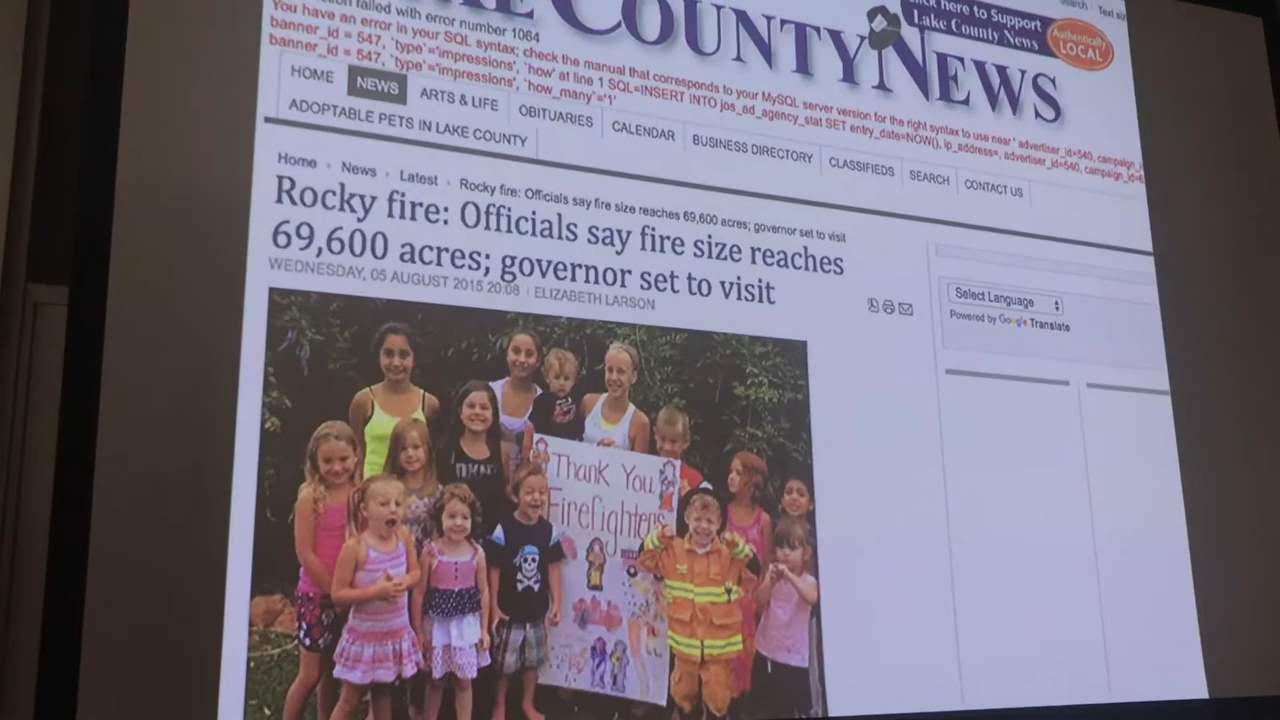 failed with error number 1064
You have an error in your SQL syntax; check the manual that corresponds to your MySQL server version for the right syntax to use near ' advertiser_id=540, campaign_
banner_id = 547, `type`='impressions', `how' at line 1 SQL=INSERT INTO jos_ad_agency_stat SET entry_date=NOW(), ip_address=, advertiser_id=540, campaign_id=
banner_id = 547, `type`='impressions', `how_many`='1'
COUNTY NEWS
here to Support
Lake County News
Authentically
LOCAL
Search
Text
HOME
NEWS
ARTS & LIFE
OBITUARIES
CALENDAR
BUSINESS DIRECTORY
CLASSIFIEDS
SEARCH
CONTACT US
ADOPTABLE PETS IN LAKE COUNTY
Home › News › Latest › Rocky fire: Officials say fire size reaches 69,600 acres; governor set to visit
Rocky fire: Officials say fire size reaches
69,600 acres; governor set to visit
WEDNESDAY, 05 AUGUST 2015 20:08 | ELIZABETH LARSON
Select Language
Powered by Google Translate
DKNY
Thank You
Firefighters